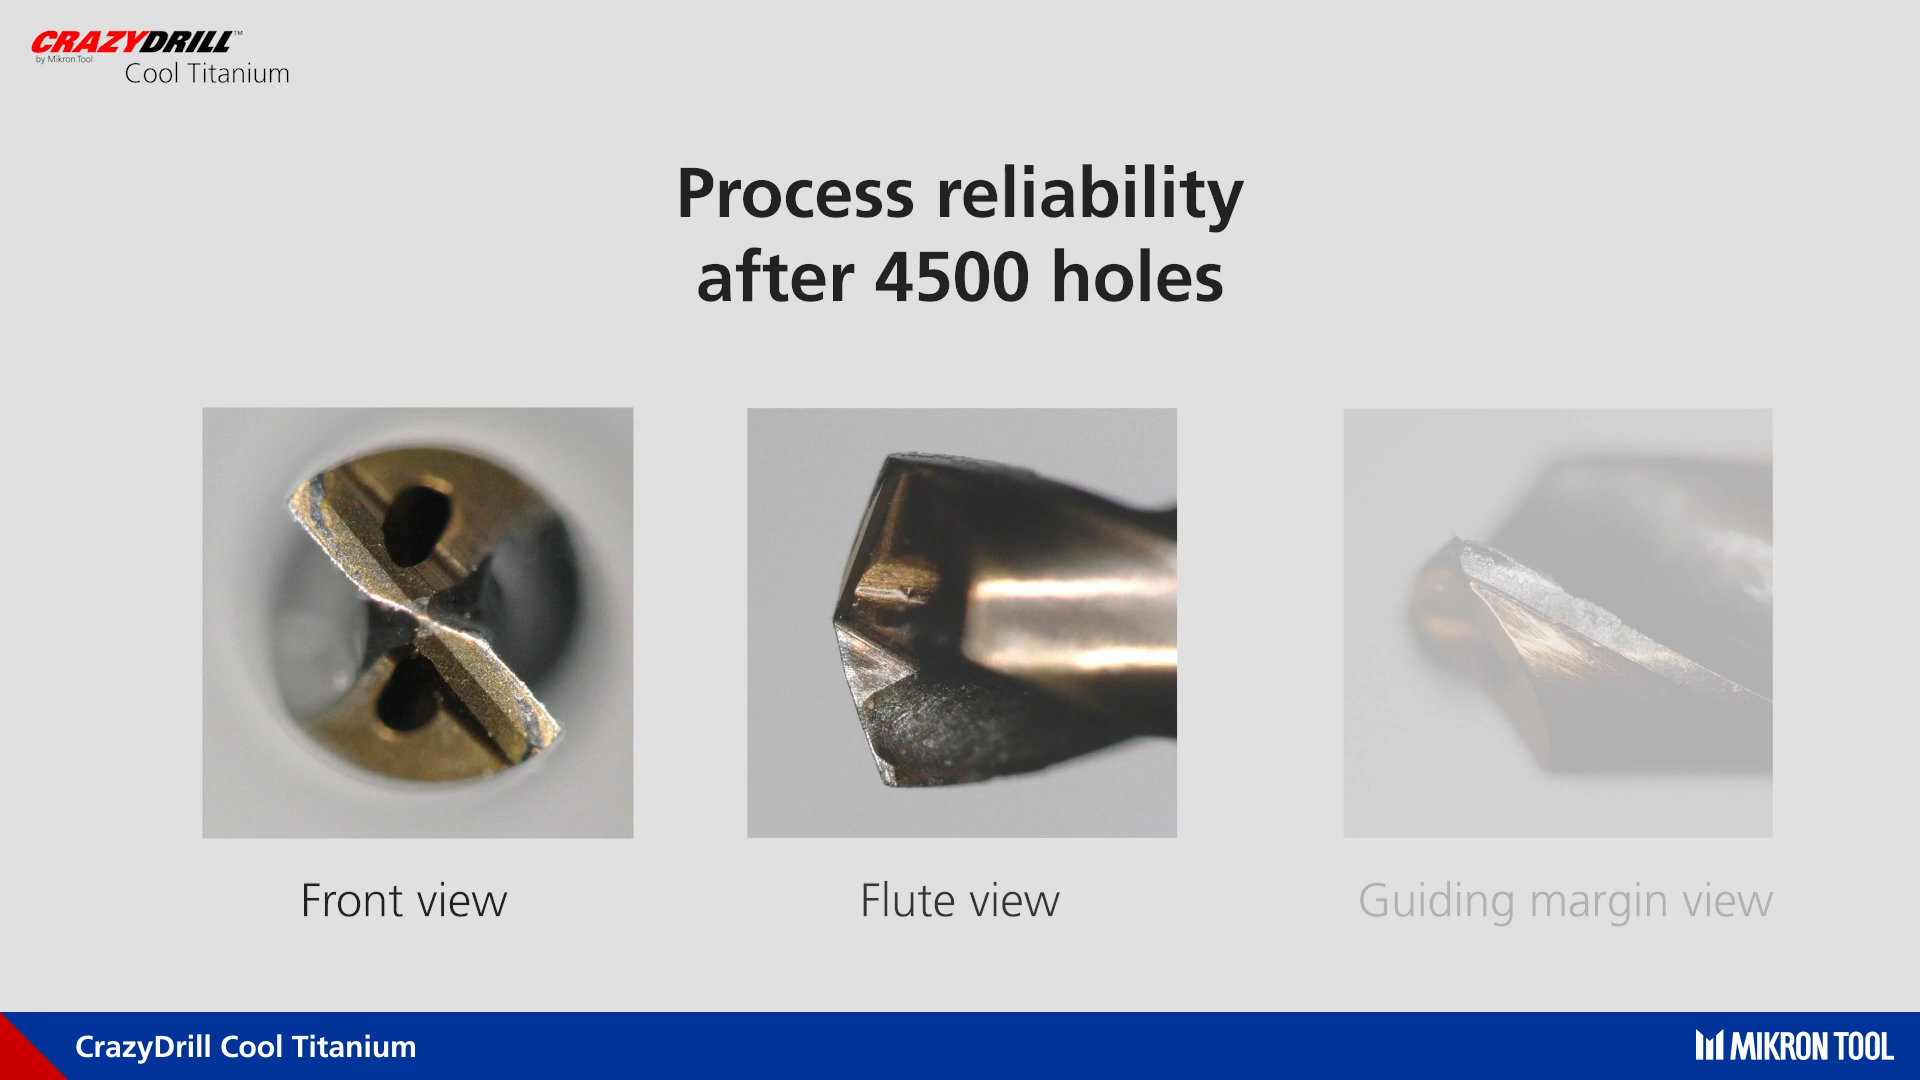 CRAZYDRILL™
by Mikron Tool
Cool Titanium
Process reliability
after 4500 holes
Front view
Flute view
Guiding margin view
CrazyDrill Cool Titanium
MIKRON TOOL